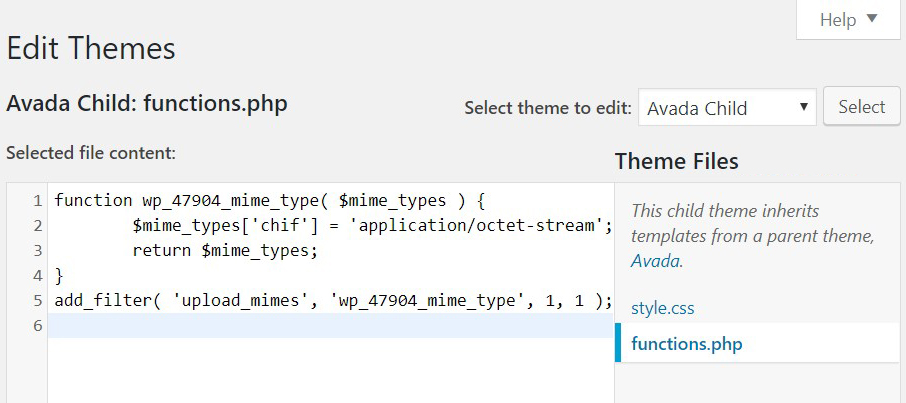 Help ▼
Edit Themes
Avada Child: functions.php
Select theme to edit: Avada Child ▼ Select
Selected file content:
Theme Files
1 function wp_47904_mime_type( $mime_types ) {
2         $mime_types['chif'] = 'application/octet-stream';
3         return $mime_types;
4 }
5 add_filter( 'upload_mimes', 'wp_47904_mime_type', 1, 1 );
6
This child theme inherits
templates from a parent theme,
Avada.
style.css
functions.php